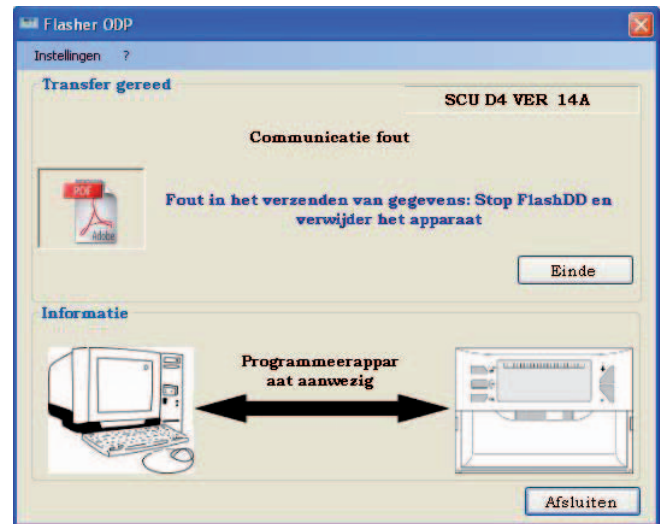 Flasher ODP
Instellingen ?
Transfer gereed
SCU D4 VER 14A
Communicatie fout
PDF
Adobe
Fout in het verzenden van gegevens: Stop FlashDD en
verwijder het apparaat
Einde
Informatie
Programmeerappar
aat aanwezig
Afsluiten